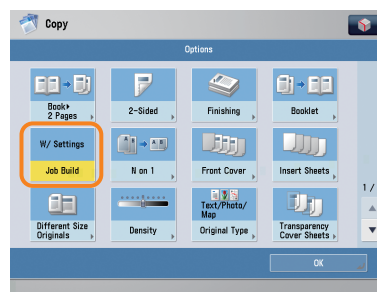 Copy
Options
Book▸
2 Pages
2-Sided
Finishing
Booklet
W/ Settings
Job Build
A B
N on 1
Front Cover
Insert Sheets
Different Size
Originals
Density
Text/Photo/
Map
Original Type
Transparency
Cover Sheets
1 /
OK